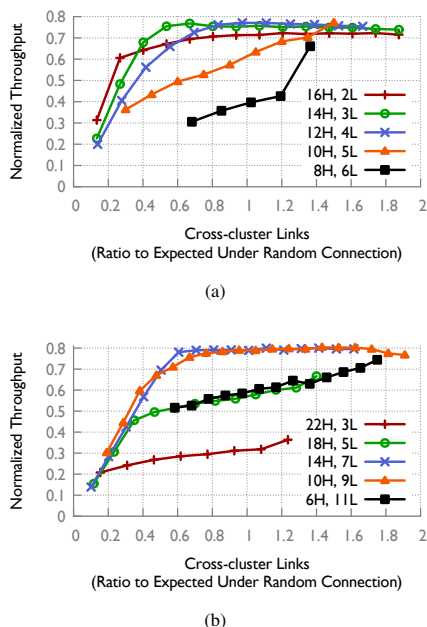 Normalized Throughput
0.8
0.7
0.6
0.5
0.4
0.3
0.2
0.1
0
16H, 2L
14H, 3L
12H, 4L
10H, 5L
8H, 6L
0 0.2 0.4 0.6 0.8 1 1.2 1.4 1.6 1.8 2
Cross-cluster Links
(Ratio to Expected Under Random Connection)
(a)
Normalized Throughput
0.8
0.7
0.6
0.5
0.4
0.3
0.2
0.1
0
22H, 3L
18H, 5L
14H, 7L
10H, 9L
6H, 11L
0 0.2 0.4 0.6 0.8 1 1.2 1.4 1.6 1.8 2
Cross-cluster Links
(Ratio to Expected Under Random Connection)
(b)